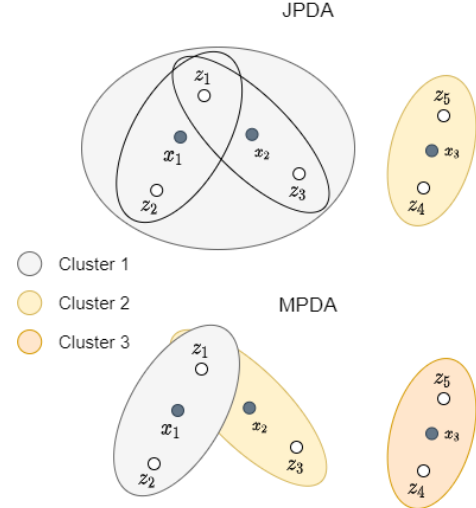 JPDA
z₁
z₅
x₁
x₂
x₃
z₂
z₃
z₄
Cluster 1
Cluster 2
Cluster 3
MPDA
z₁
z₅
x₁
x₂
x₃
z₂
z₃
z₄